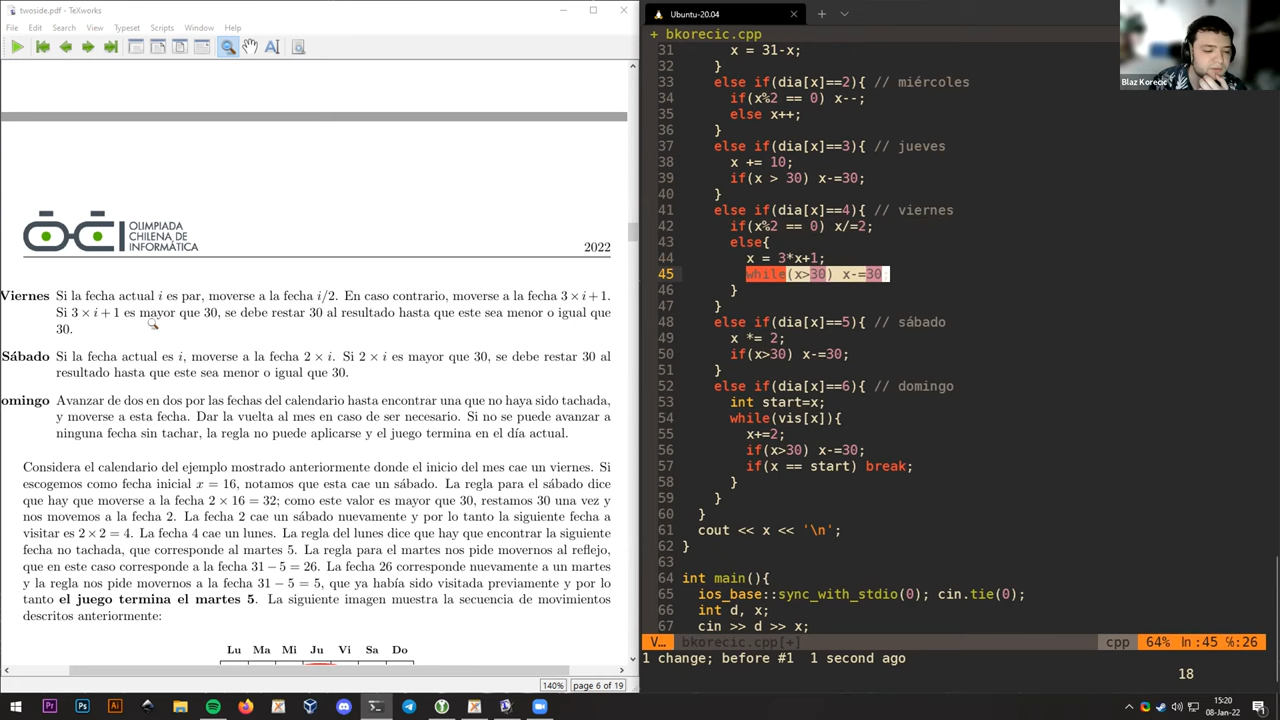 twoside.pdf - TeXworks
File Edit Search View Typeset Scripts Window Help
OLIMPIADA
CHILENA DE
INFORMÁTICA
2022
Viernes Si la fecha actual i es par, moverse a la fecha i/2. En caso contrario, moverse a la fecha 3 × i + 1.
Si 3 × i + 1 es mayor que 30, se debe restar 30 al resultado hasta que este sea menor o igual que
30.
Sábado Si la fecha actual es i, moverse a la fecha 2 × i. Si 2 × i es mayor que 30, se debe restar 30 al
resultado hasta que este sea menor o igual que 30.
omingo Avanzar de dos en dos por las fechas del calendario hasta encontrar una que no haya sido tachada,
y moverse a esta fecha. Dar la vuelta al mes en caso de ser necesario. Si no se puede avanzar a
ninguna fecha sin tachar, la regla no puede aplicarse y el juego termina en el día actual.
Considera el calendario del ejemplo mostrado anteriormente donde el inicio del mes cae un viernes. Si
escogemos como fecha inicial x = 16, notamos que esta cae un sábado. La regla para el sábado dice
que hay que moverse a la fecha 2 × 16 = 32; como este valor es mayor que 30, restamos 30 una vez y
nos movemos a la fecha 2. La fecha 2 cae un sábado nuevamente y por lo tanto la siguiente fecha a
visitar es 2 × 2 = 4. La fecha 4 cae un lunes. La regla del lunes dice que hay que encontrar la siguiente
fecha no tachada, que corresponde al martes 5. La regla para el martes nos pide movernos al reflejo,
que en este caso corresponde a la fecha 31 − 5 = 26. La fecha 26 corresponde nuevamente a un martes
y la regla nos pide movernos a la fecha 31 − 5 = 5, que ya había sido visitada previamente y por lo
tanto el juego termina el martes 5. La siguiente imagen muestra la secuencia de movimientos
descritos anteriormente:
Lu Ma Mi Ju Vi Sa Do
140% page 6 of 19
Ubuntu-20.04
+ bkorecic.cpp
31 x = 31-x;
32 }
33 else if(dia[x]==2){ // miércoles
34 if(x%2 == 0) x--;
35 else x++;
36 }
37 else if(dia[x]==3){ // jueves
38 x += 10;
39 if(x > 30) x-=30;
40 }
41 else if(dia[x]==4){ // viernes
42 if(x%2 == 0) x/=2;
43 else{
44 x = 3*x+1;
45 while(x>30) x-=30;
46 }
47 }
48 else if(dia[x]==5){ // sábado
49 x *= 2;
50 if(x>30) x-=30;
51 }
52 else if(dia[x]==6){ // domingo
53 int start=x;
54 while(vis[x]){
55 x+=2;
56 if(x>30) x-=30;
57 if(x == start) break;
58 }
59 }
60 }
61 cout << x << '\n';
62 }
63
64 int main(){
65 ios_base::sync_with_stdio(0); cin.tie(0);
66 int d, x;
67 cin >> d >> x;
V… bkorecic.cpp[+] cpp 64% ln:45 ℅:26
1 change; before #1 1 second ago
18
Blaz Korecic
15:20
08-Jan-22